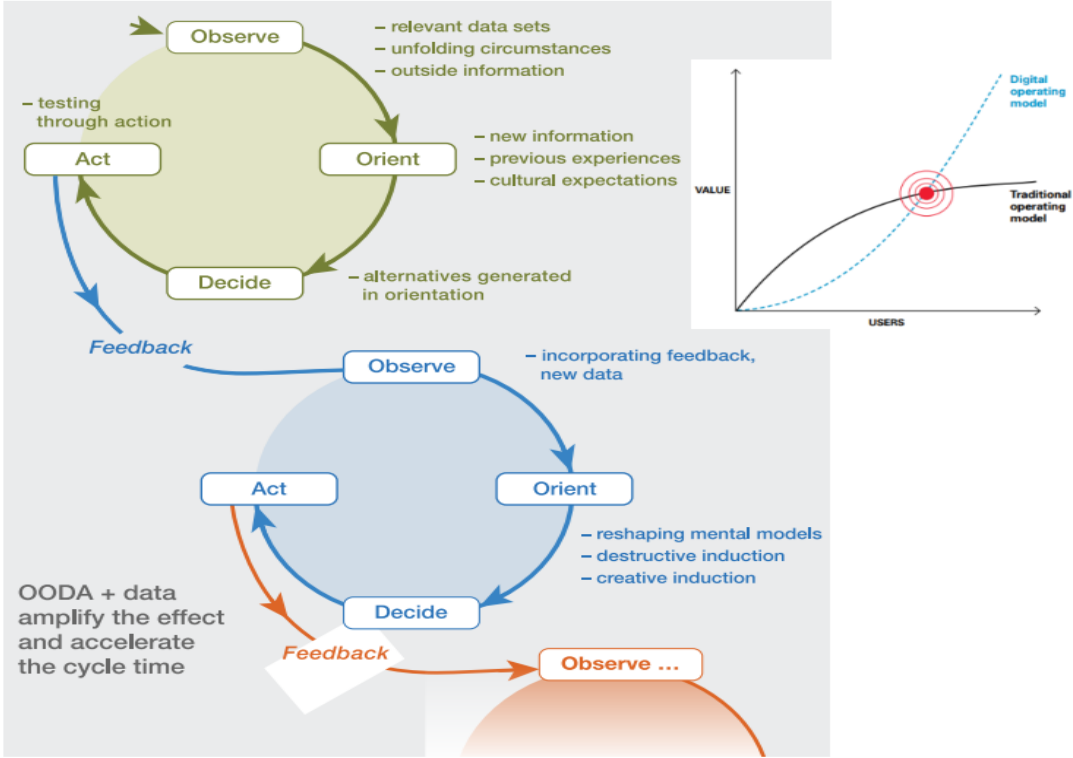 Observe
– relevant data sets
– unfolding circumstances
– outside information
– testing
through action
Act
Orient
– new information
– previous experiences
– cultural expectations
Decide
– alternatives generated
in orientation
Feedback
Digital
operating
model
VALUE
Traditional
operating
model
USERS
Observe
– incorporating feedback,
new data
Act
Orient
– reshaping mental models
– destructive induction
– creative induction
Decide
OODA + data
amplify the effect
and accelerate
the cycle time
Feedback
Observe ...